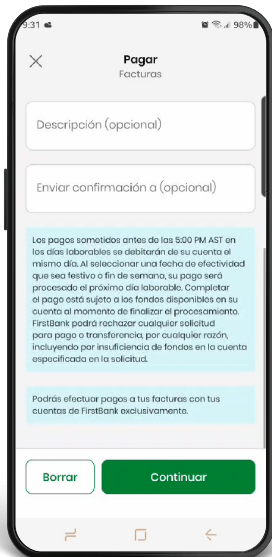 9:31
98%
Pagar
Facturas
Descripción (opcional)
Enviar confirmación a (opcional)
Los pagos sometidos antes de las 5:00 PM AST en
los días laborables se debitarán de su cuenta el
mismo día. Al seleccionar una fecha de efectividad
que sea festivo o fin de semana, su pago será
procesado el próximo día laborable. Completar
el pago está sujeto a los fondos disponibles en su
cuenta al momento de finalizar el procesamiento.
FirstBank podrá rechazar cualquier solicitud
para pago o transferencia, por cualquier razón,
incluyendo por insuficiencia de fondos en la cuenta
especificada en la solicitud.
Podrás efectuar pagos a tus facturas con tus
cuentas de FirstBank exclusivamente.
Borrar
Continuar